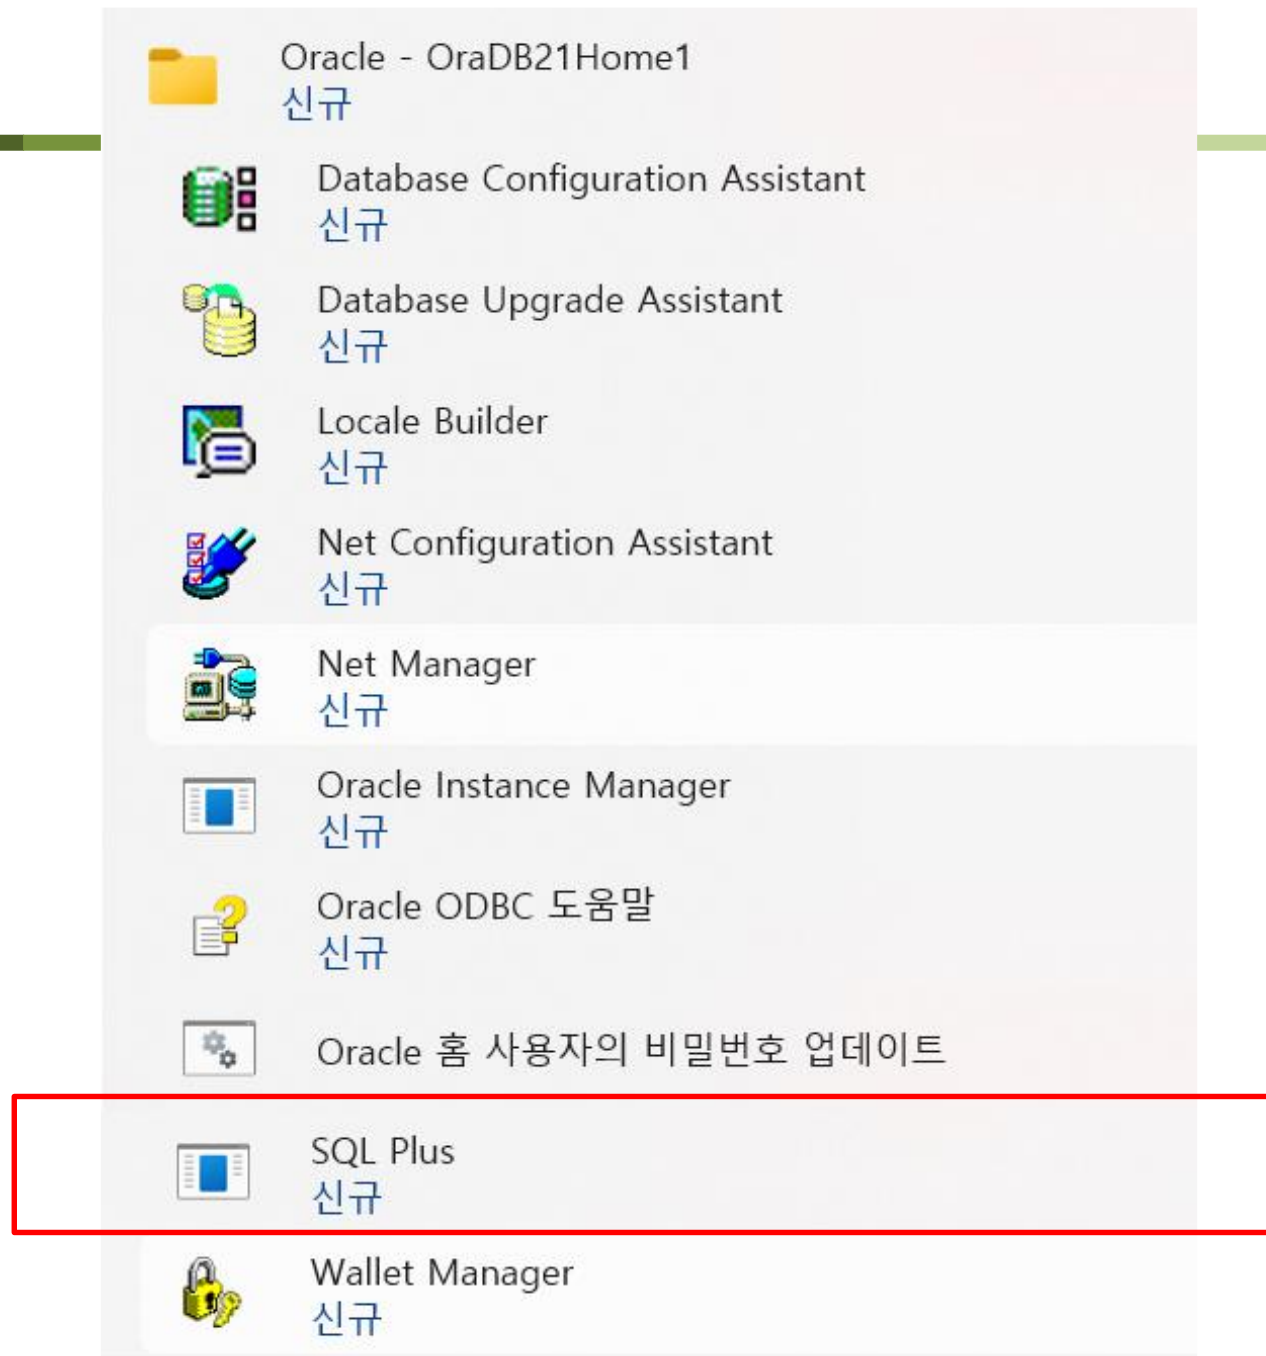 Oracle - OraDB21Home1
신규
Database Configuration Assistant
신규
Database Upgrade Assistant
신규
Locale Builder
신규
Net Configuration Assistant
신규
Net Manager
신규
Oracle Instance Manager
신규
Oracle ODBC 도움말
신규
Oracle 홈 사용자의 비밀번호 업데이트
SQL Plus
신규
Wallet Manager
신규